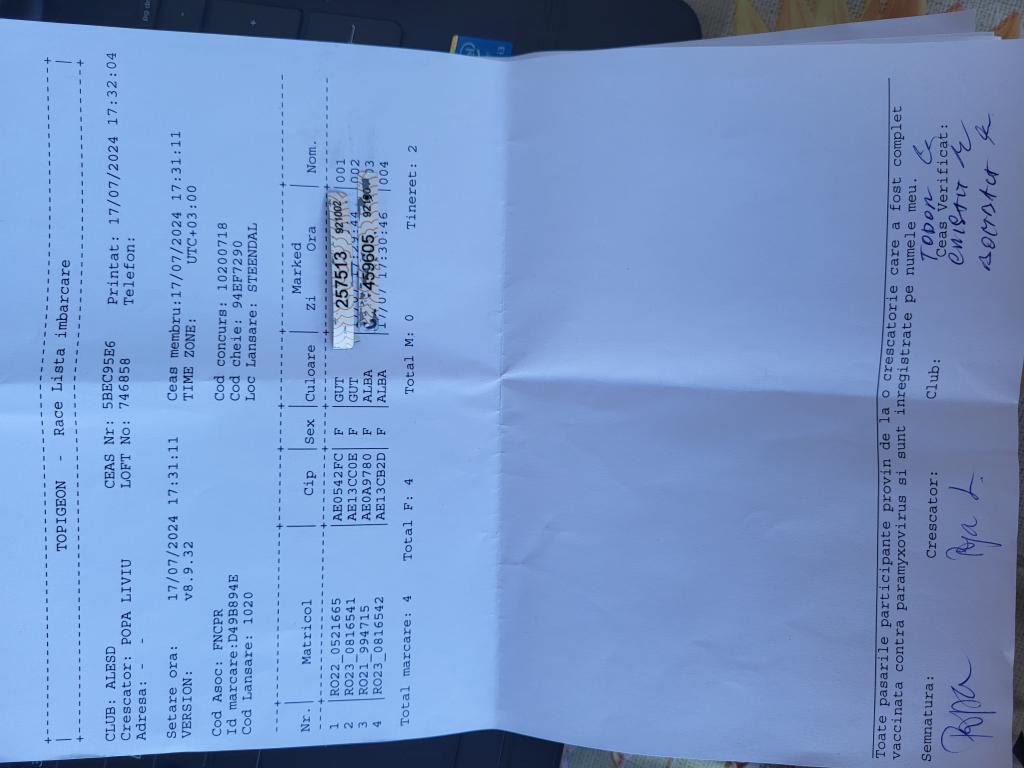 +--------------------------------------------------------------+
| TOPIGEON - Race Lista imbarcare |
+--------------------------------------------------------------+
CLUB: ALESD CEAS Nr: 5BEC95E6 Printat: 17/07/2024 17:32:04
Crescator: POPA LIVIU LOFT No: 746858 Telefon:
Adresa: - -
Setare ora: 17/07/2024 17:31:11 Ceas membru:17/07/2024 17:31:11
VERSION: v8.9.32 TIME ZONE: UTC+03:00
Cod Asoc: FNCPR Cod concurs: 10200718
Id marcare:D49B894E Cod cheie: 94EF7290
Cod Lansare: 1020 Loc Lansare: STEENDAL
Marked
Nr.| Matricol | Cip |Sex |Culoare | Zi Ora | Nom.
1 |RO22_0521665 |AE0542FC| F |GUT 257513 921002 |001
2 |RO23_0816541 |AE13CC0E| F |GUT 17:29:44 |002
3 |RO21_994715 |AE0A9780| F |ALBA 459605 03
4 |RO23_0816542 |AE13CB2D| F |ALBA |17/07 17:30:46 |004
Total marcare: 4 Total F: 4 Total M: 0 Tineret: 2
Toate pasarile participante provin de la o crescatorie care a fost complet
vaccinata contra paramyxovirus si sunt inregistrate pe numele meu.
Semnatura: Crescator: Club: Ceas Verificat:
Popa Popa L.